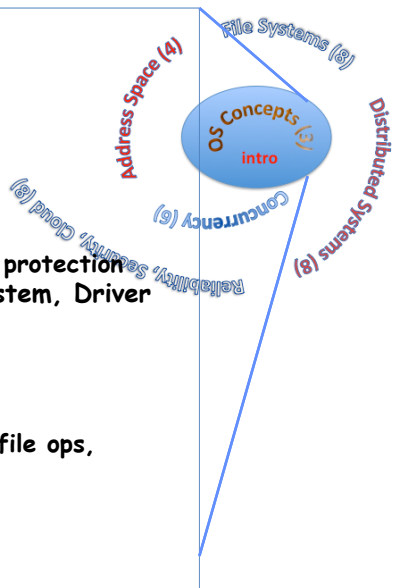 File Systems (8)
Address Space (4)
OS Concepts (3)
intro
Distributed Systems (8)
Concurrency (6)
Reliability, Security, Cloud (8)
protection
stem, Driver
file ops,